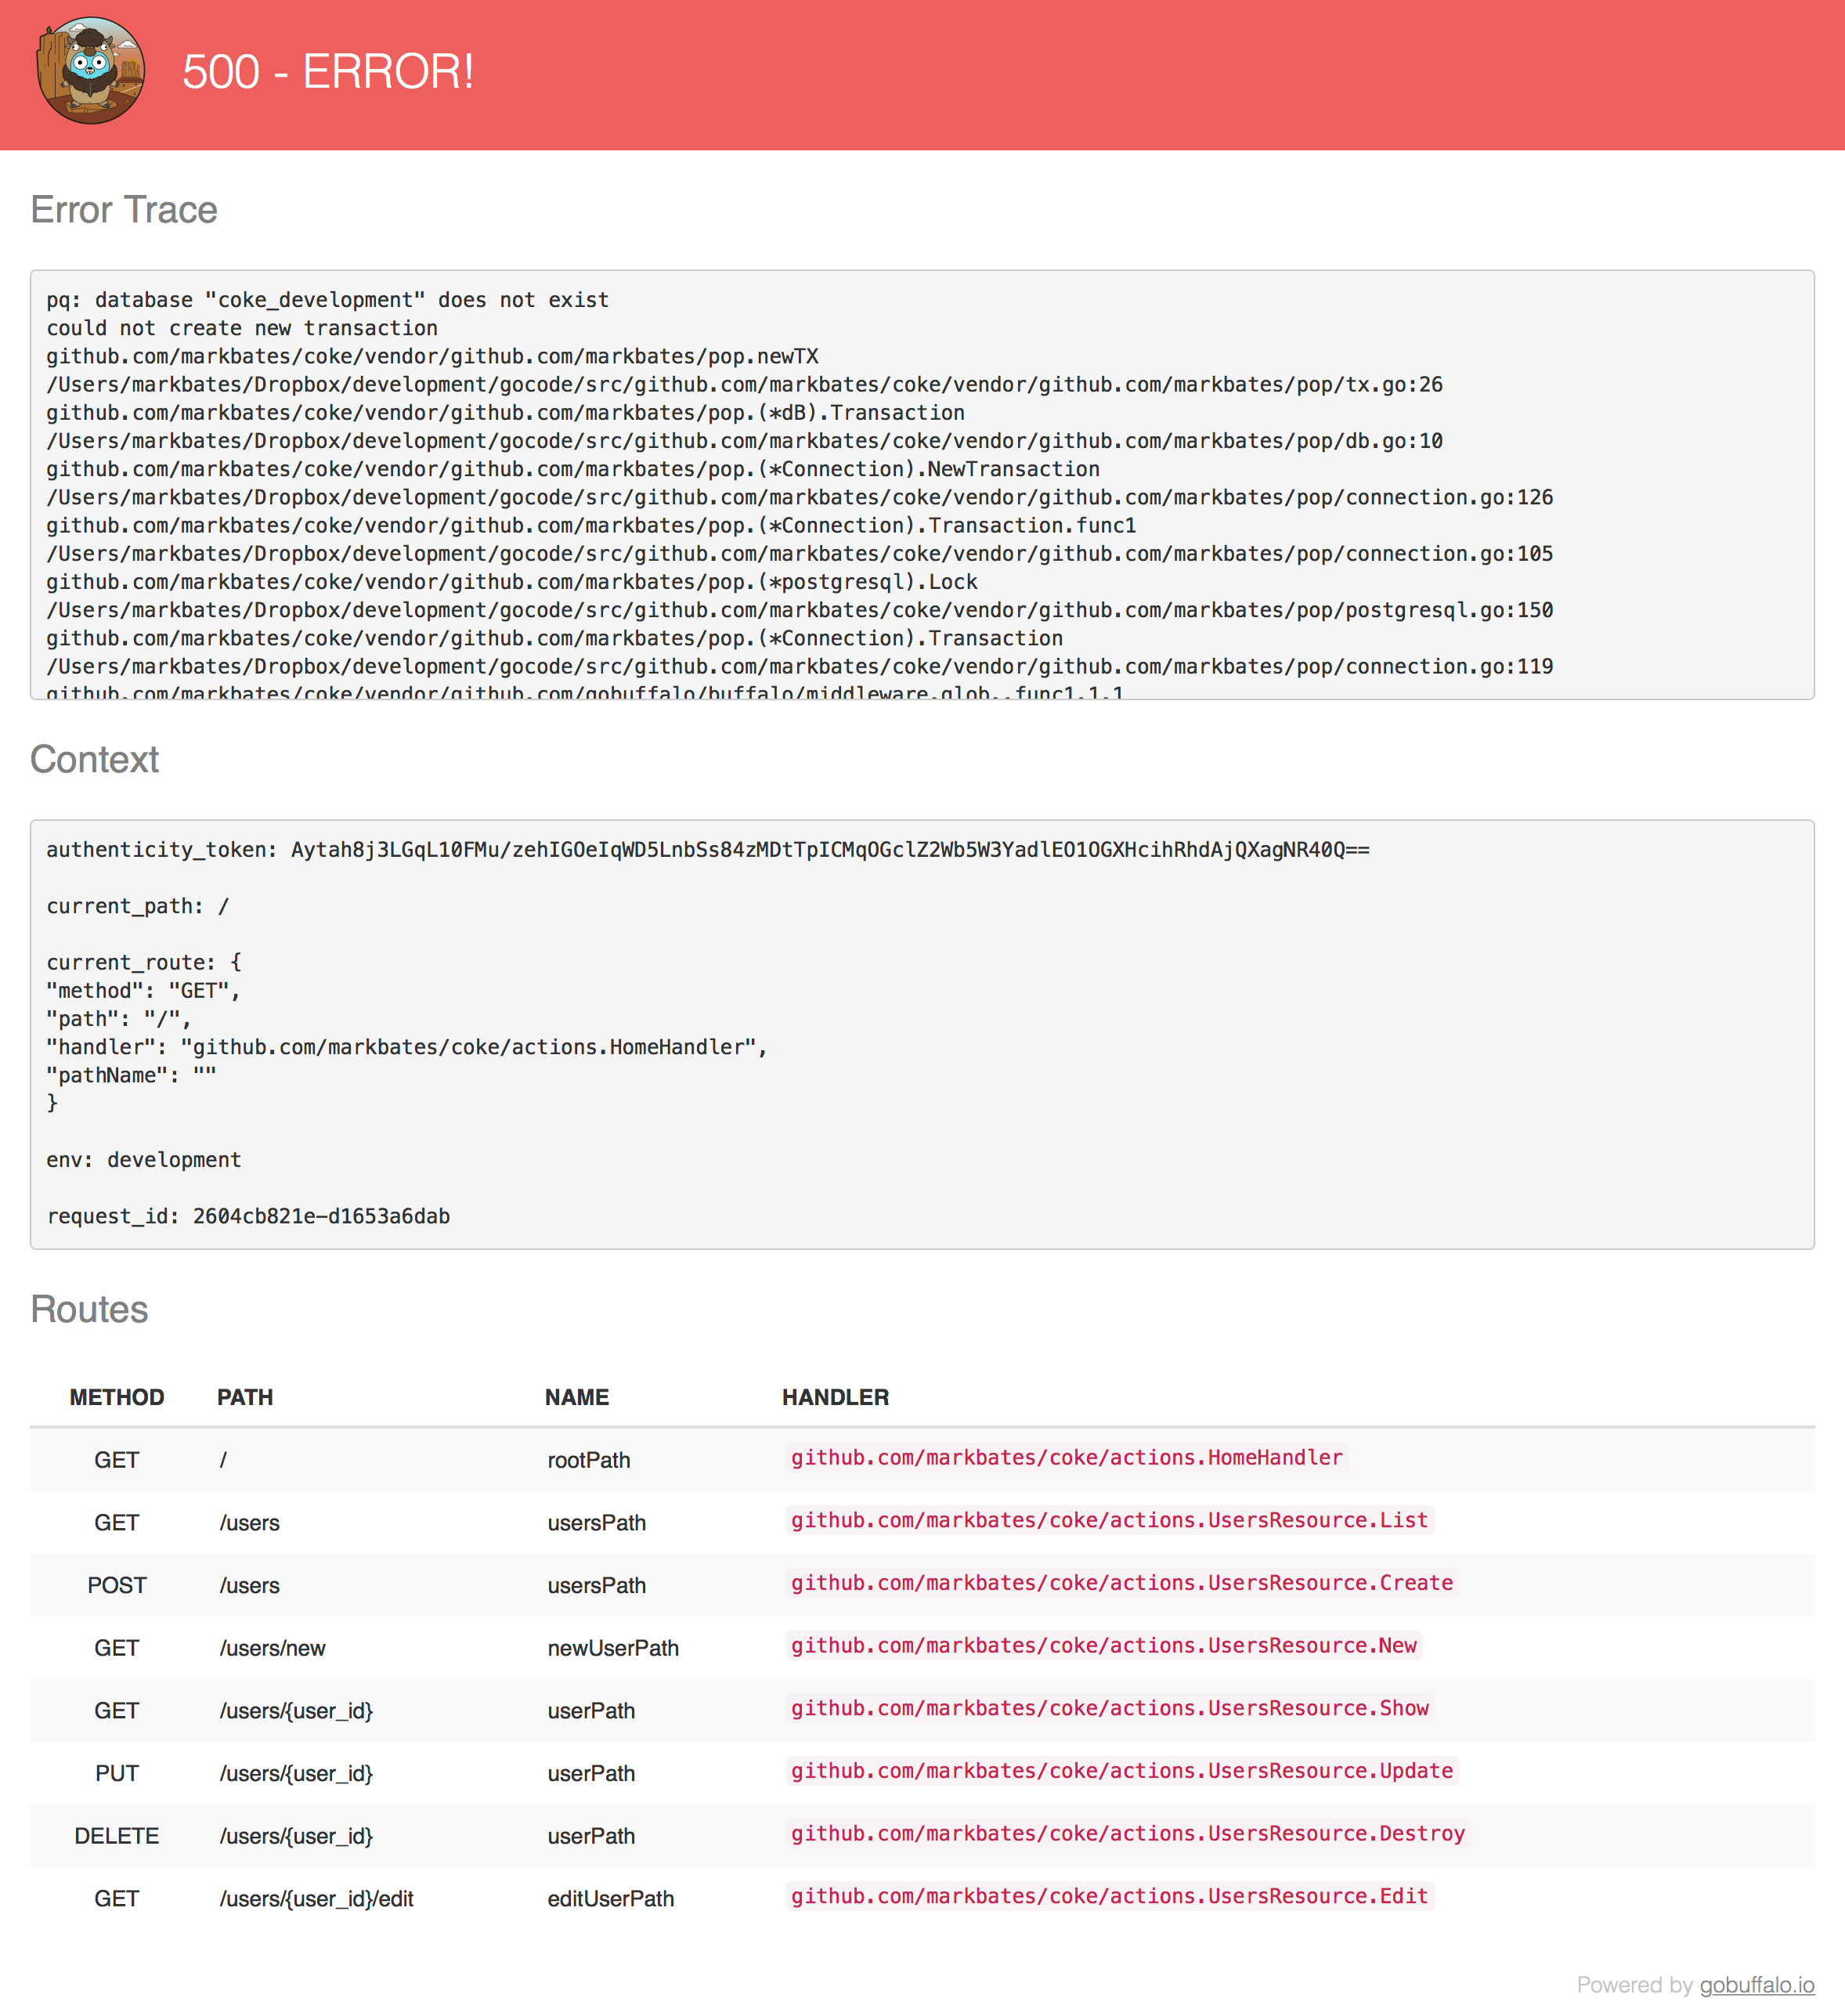 500 - ERROR!
Error Trace
pq: database "coke_development" does not exist
could not create new transaction
github.com/markbates/coke/vendor/github.com/markbates/pop.newTX
/Users/markbates/Dropbox/development/gocode/src/github.com/markbates/coke/vendor/github.com/markbates/pop/tx.go:26
github.com/markbates/coke/vendor/github.com/markbates/pop.(*dB).Transaction
/Users/markbates/Dropbox/development/gocode/src/github.com/markbates/coke/vendor/github.com/markbates/pop/db.go:10
github.com/markbates/coke/vendor/github.com/markbates/pop.(*Connection).NewTransaction
/Users/markbates/Dropbox/development/gocode/src/github.com/markbates/coke/vendor/github.com/markbates/pop/connection.go:126
github.com/markbates/coke/vendor/github.com/markbates/pop.(*Connection).Transaction.func1
/Users/markbates/Dropbox/development/gocode/src/github.com/markbates/coke/vendor/github.com/markbates/pop/connection.go:105
github.com/markbates/coke/vendor/github.com/markbates/pop.(*postgresql).Lock
/Users/markbates/Dropbox/development/gocode/src/github.com/markbates/coke/vendor/github.com/markbates/pop/postgresql.go:150
github.com/markbates/coke/vendor/github.com/markbates/pop.(*Connection).Transaction
/Users/markbates/Dropbox/development/gocode/src/github.com/markbates/coke/vendor/github.com/markbates/pop/connection.go:119
github.com/markbates/coke/vendor/github.com/gobuffalo/buffalo/middleware.glob..func1.1.1
Context
authenticity_token: Aytah8j3LGqL10FMu/zehIGOeIqWD5LnbSs84zMDtTpICMqOGclZ2Wb5W3YadlEO1OGXHcihRhdAjQXagNR40Q==
current_path: /
current_route: {
"method": "GET",
"path": "/",
"handler": "github.com/markbates/coke/actions.HomeHandler",
"pathName": ""
}
env: development
request_id: 2604cb821e-d1653a6dab
Routes
METHOD PATH NAME HANDLER
GET / rootPath github.com/markbates/coke/actions.HomeHandler
GET /users usersPath github.com/markbates/coke/actions.UsersResource.List
POST /users usersPath github.com/markbates/coke/actions.UsersResource.Create
GET /users/new newUserPath github.com/markbates/coke/actions.UsersResource.New
GET /users/{user_id} userPath github.com/markbates/coke/actions.UsersResource.Show
PUT /users/{user_id} userPath github.com/markbates/coke/actions.UsersResource.Update
DELETE /users/{user_id} userPath github.com/markbates/coke/actions.UsersResource.Destroy
GET /users/{user_id}/edit editUserPath github.com/markbates/coke/actions.UsersResource.Edit
Powered by gobuffalo.io